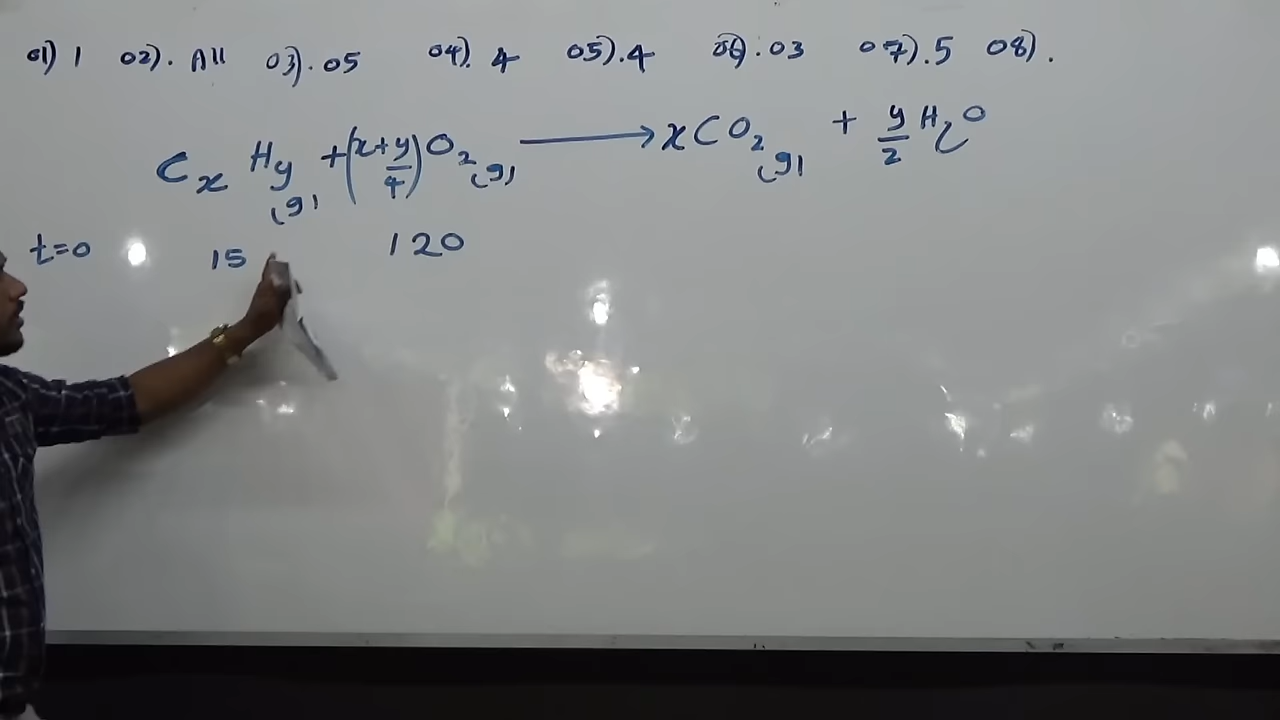 01) 1 02). All 03). 05 04). 4 05). 4 06). 03 07). 5 08).
CxHy(g) + (x+y/4)O2(g) ⟶ xCO2(g) + y/2 H2O
t=0 15 120